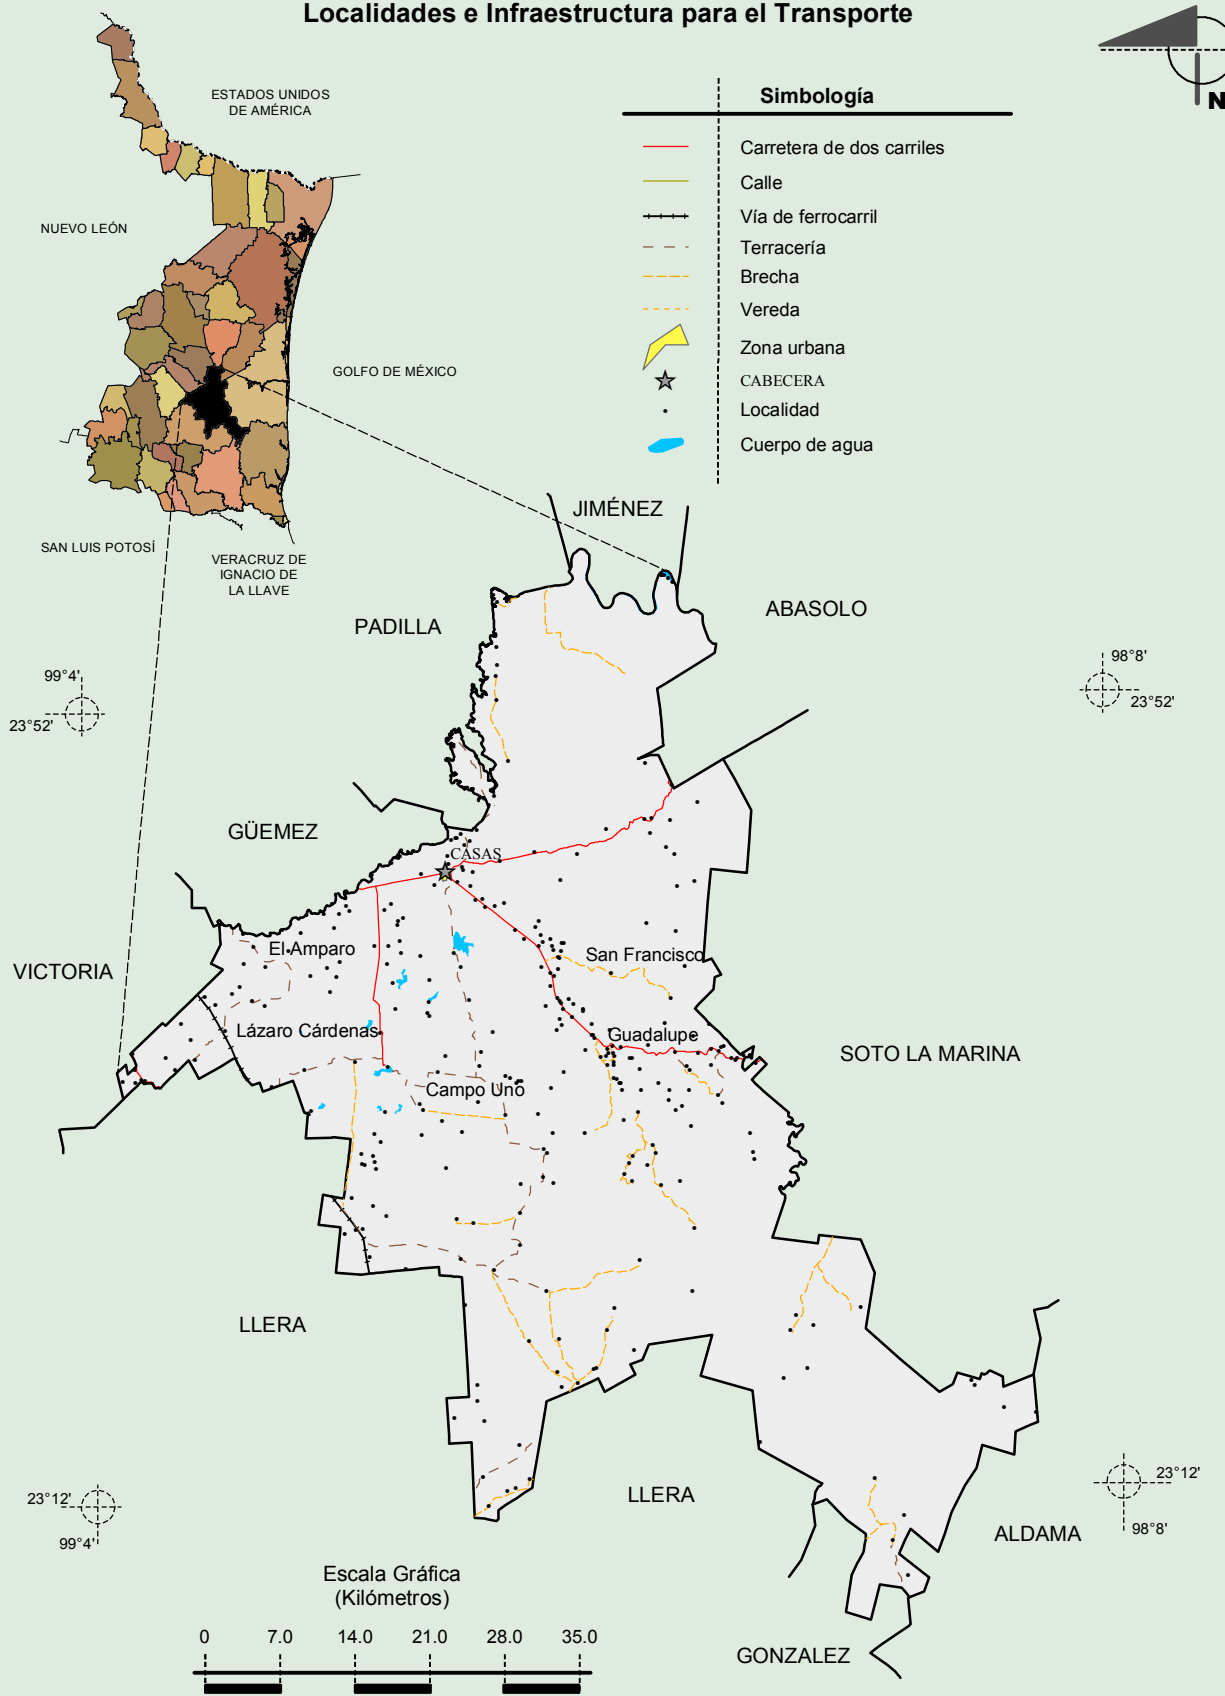 Localidades e Infraestructura para el Transporte
N
ESTADOS UNIDOS
DE AMÉRICA
NUEVO LEÓN
GOLFO DE MÉXICO
SAN LUIS POTOSÍ
VERACRUZ DE
IGNACIO DE
LA LLAVE
Simbología
Carretera de dos carriles
Calle
Vía de ferrocarril
Terracería
Brecha
Vereda
Zona urbana
CABECERA
Localidad
Cuerpo de agua
JIMÉNEZ
ABASOLO
PADILLA
99°4'
23°52'
98°8'
23°52'
GÜEMEZ
CASAS
El Amparo
San Francisco
VICTORIA
Lázaro Cárdenas
Guadalupe
SOTO LA MARINA
Campo Uno
LLERA
LLERA
23°12'
99°4'
23°12'
98°8'
ALDAMA
GONZALEZ
Escala Gráfica
(Kilómetros)
0 7.0 14.0 21.0 28.0 35.0